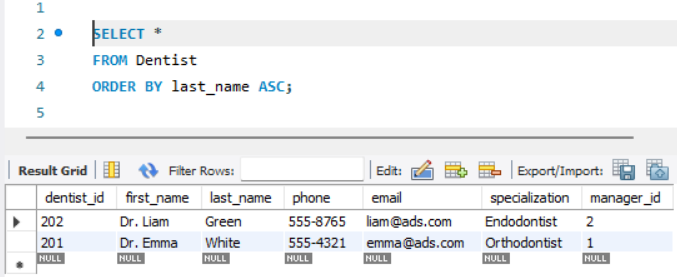 1
2 SELECT *
3 FROM Dentist
4 ORDER BY last_name ASC;
5
Result Grid Filter Rows: Edit: Export/Import:
dentist_id first_name last_name phone email specialization manager_id
202 Dr. Liam Green 555-8765 liam@ads.com Endodontist 2
201 Dr. Emma White 555-4321 emma@ads.com Orthodontist 1
NULL NULL NULL NULL NULL NULL NULL